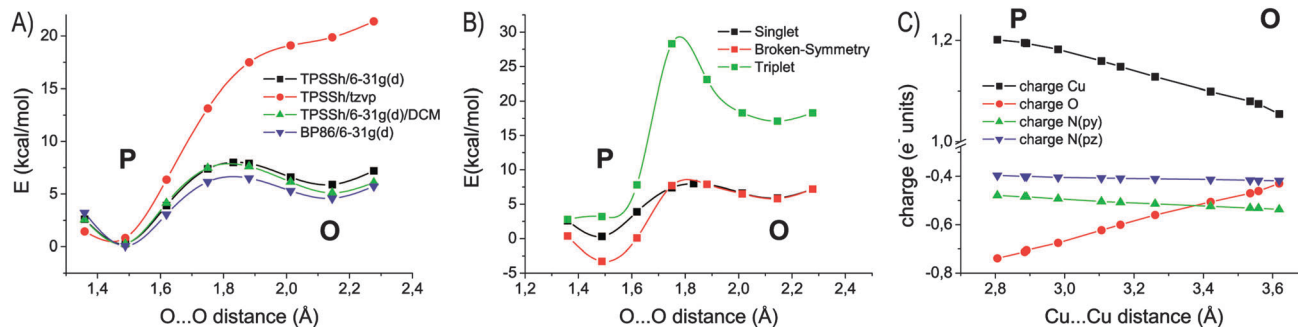 A)
E (kcal/mol)
20
15
10
5
0
P
O
TPSSh/6-31g(d)
TPSSh/tzvp
TPSSh/6-31g(d)/DCM
BP86/6-31g(d)
1,4 1,6 1,8 2,0 2,2 2,4
O...O distance (Å)
B)
E(kcal/mol)
30
25
20
15
10
5
0
-5
P
O
Singlet
Broken-Symmetry
Triplet
1,2 1,4 1,6 1,8 2,0 2,2 2,4
O...O distance (Å)
C)
charge (e⁻ units)
1,2
1,0
-0,4
-0,6
-0,8
P
O
charge Cu
charge O
charge N(py)
charge N(pz)
2,8 3,0 3,2 3,4 3,6
Cu...Cu distance (Å)